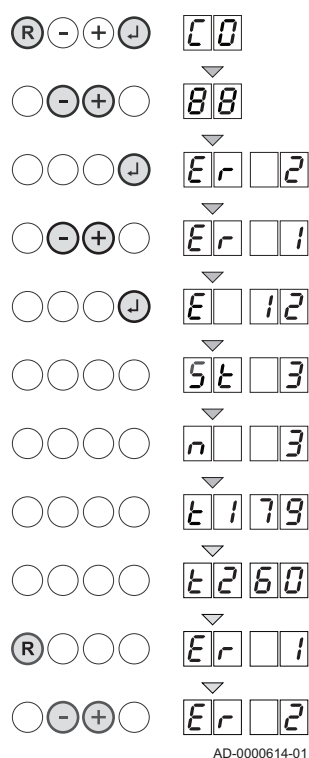 R - + ↵ C0
- + 88
↵ Er 2
- + Er 1
↵ E 12
St 3
n 3
t1 79
t2 60
R Er 1
- + Er 2
AD-0000614-01